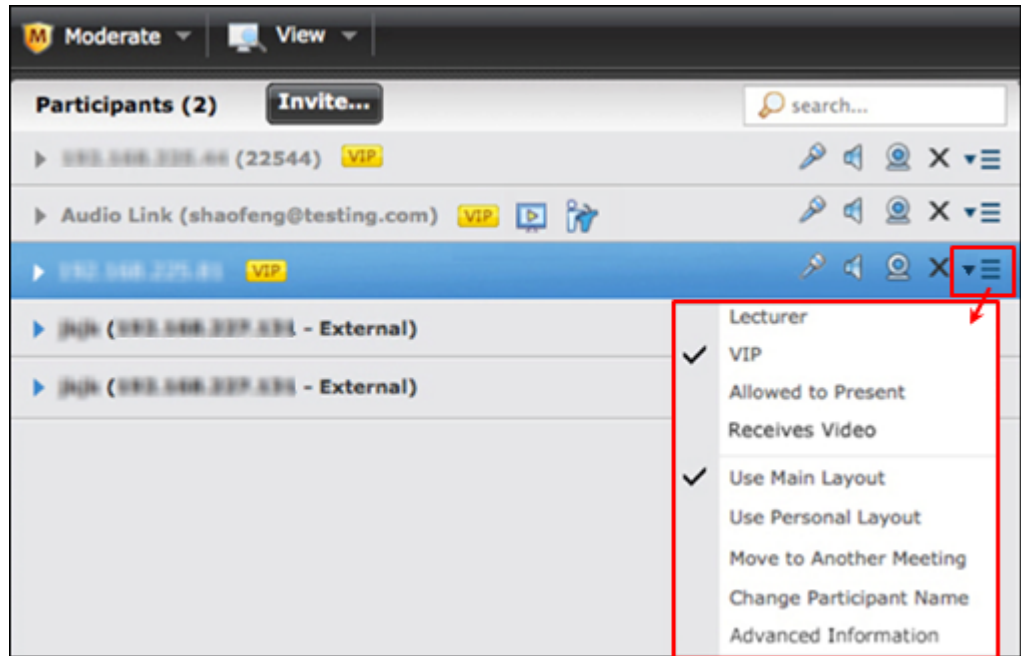 M Moderate View
Participants (2) Invite... search...
(22544) VIP
Audio Link (shaofeng@testing.com) VIP
VIP
( - External)
( - External)
Lecturer
VIP
Allowed to Present
Receives Video
Use Main Layout
Use Personal Layout
Move to Another Meeting
Change Participant Name
Advanced Information